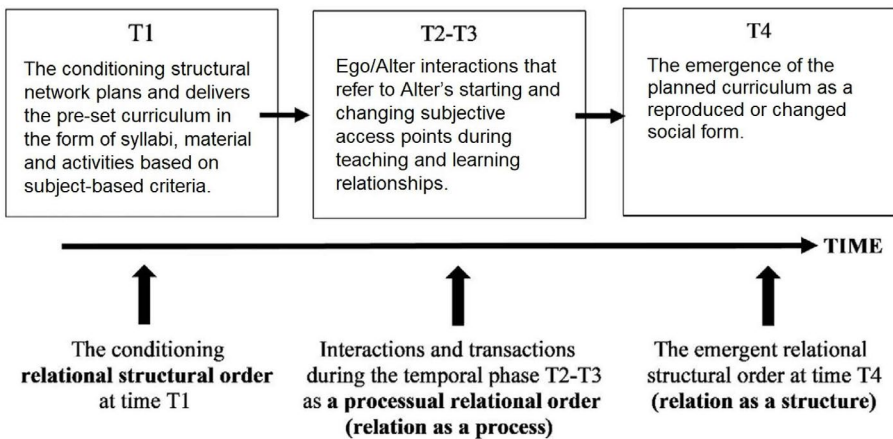 T1
The conditioning structural
network plans and delivers
the pre-set curriculum in
the form of syllabi, material
and activities based on
subject-based criteria.
T2-T3
Ego/Alter interactions that
refer to Alter's starting and
changing subjective
access points during
teaching and learning
relationships.
T4
The emergence of the
planned curriculum as a
reproduced or changed
social form.
TIME
The conditioning
relational structural order
at time T1
Interactions and transactions
during the temporal phase T2-T3
as a processual relational order
(relation as a process)
The emergent relational
structural order at time T4
(relation as a structure)